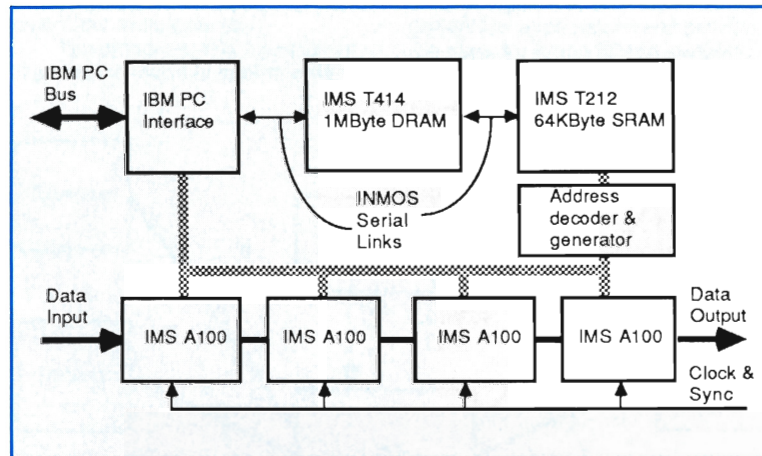 IBM PC
Bus
IBM PC
Interface
IMS T414
1MByte DRAM
IMS T212
64KByte SRAM
INMOS
Serial
Links
Address
decoder &
generator
Data
Input
IMS A100
IMS A100
IMS A100
IMS A100
Data
Output
Clock &
Sync